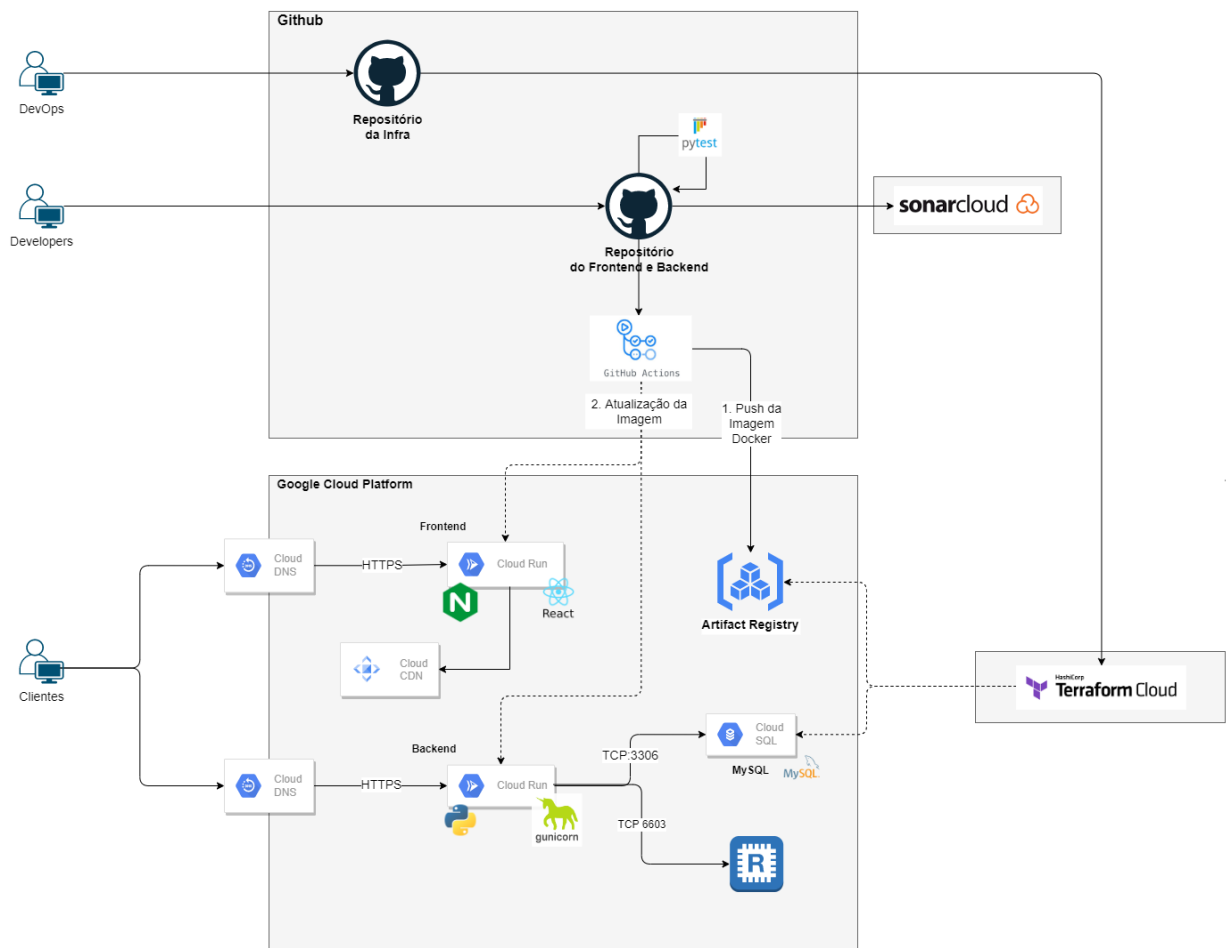 Github
DevOps
Repositório
da Infra
pytest
Developers
sonarcloud
Repositório
do Frontend e Backend
GitHub Actions
2. Atualização da
Imagem
1. Push da
Imagem
Docker
Google Cloud Platform
Frontend
Cloud
DNS
HTTPS
Cloud Run
N
React
Artifact Registry
Cloud
CDN
Clientes
HashiCorp
Terraform Cloud
Backend
Cloud
SQL
TCP:3306
MySQL
MySQL
Cloud
DNS
HTTPS
Cloud Run
gunicorn
TCP 6603
R